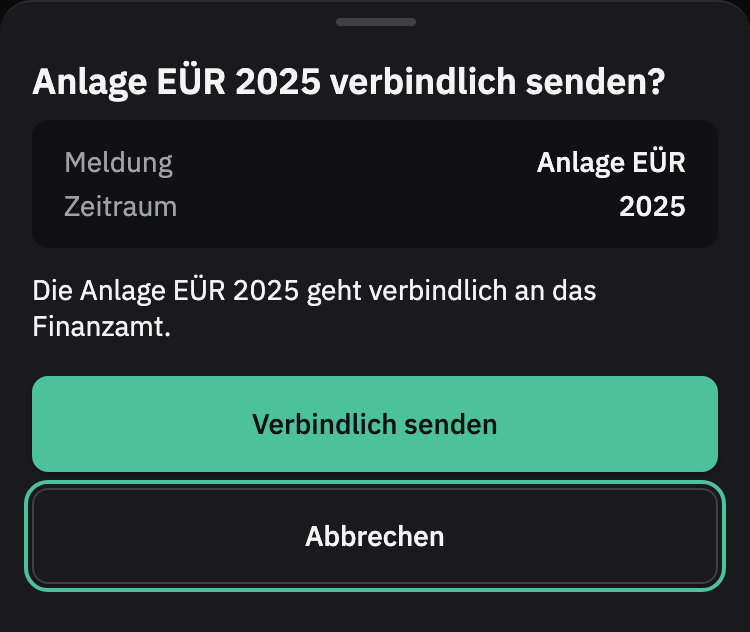 Anlage EÜR 2025 verbindlich senden?
Meldung Anlage EÜR
Zeitraum 2025
Die Anlage EÜR 2025 geht verbindlich an das
Finanzamt.
Verbindlich senden
Abbrechen